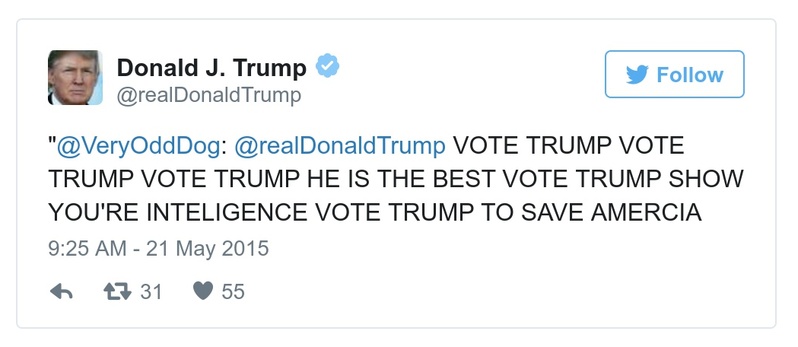 Donald J. Trump
@realDonaldTrump
Follow
"@VeryOddDog: @realDonaldTrump VOTE TRUMP VOTE
TRUMP VOTE TRUMP HE IS THE BEST VOTE TRUMP SHOW
YOU'RE INTELIGENCE VOTE TRUMP TO SAVE AMERCIA
9:25 AM - 21 May 2015
31 55